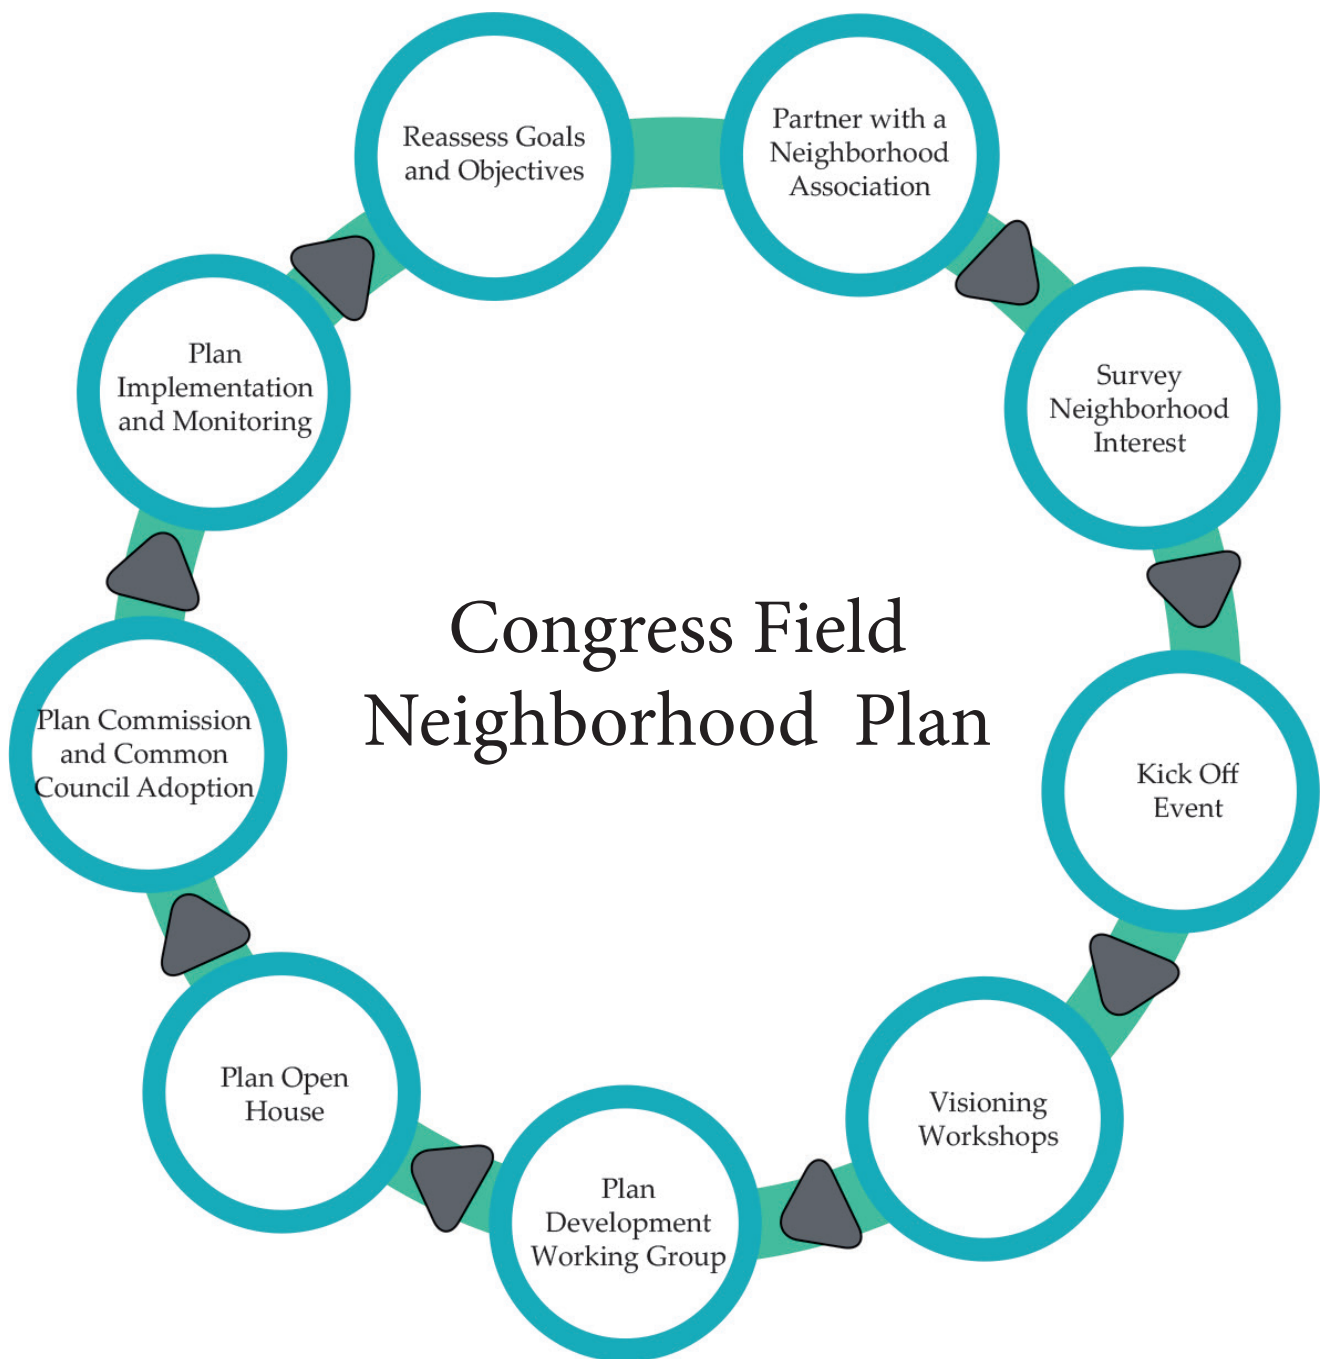 Reassess Goals
and Objectives
Partner with a
Neighborhood
Association
Survey
Neighborhood
Interest
Kick Off
Event
Visioning
Workshops
Plan
Development
Working Group
Plan Open
House
Plan Commission
and Common
Council Adoption
Plan
Implementation
and Monitoring
Congress Field
Neighborhood Plan